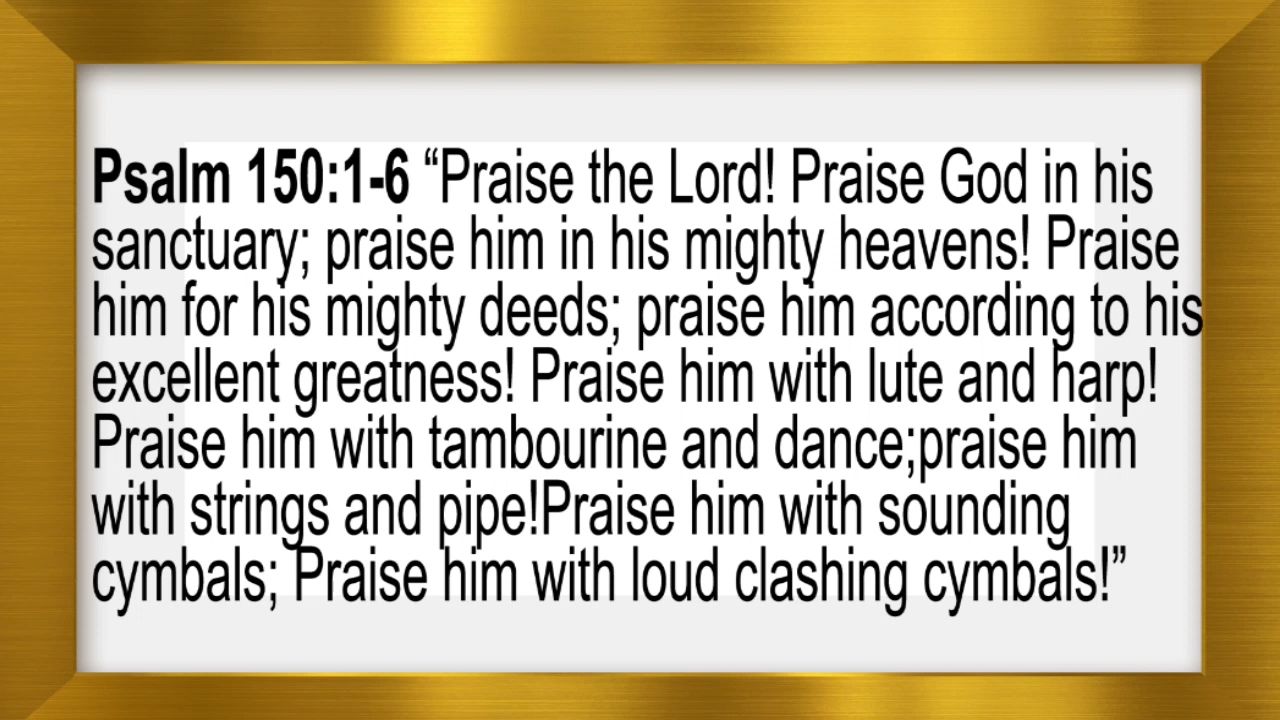 Psalm 150:1-6 “Praise the Lord! Praise God in his
sanctuary; praise him in his mighty heavens! Praise
him for his mighty deeds; praise him according to his
excellent greatness! Praise him with lute and harp!
Praise him with tambourine and dance;praise him
with strings and pipe!Praise him with sounding
cymbals; Praise him with loud clashing cymbals!”